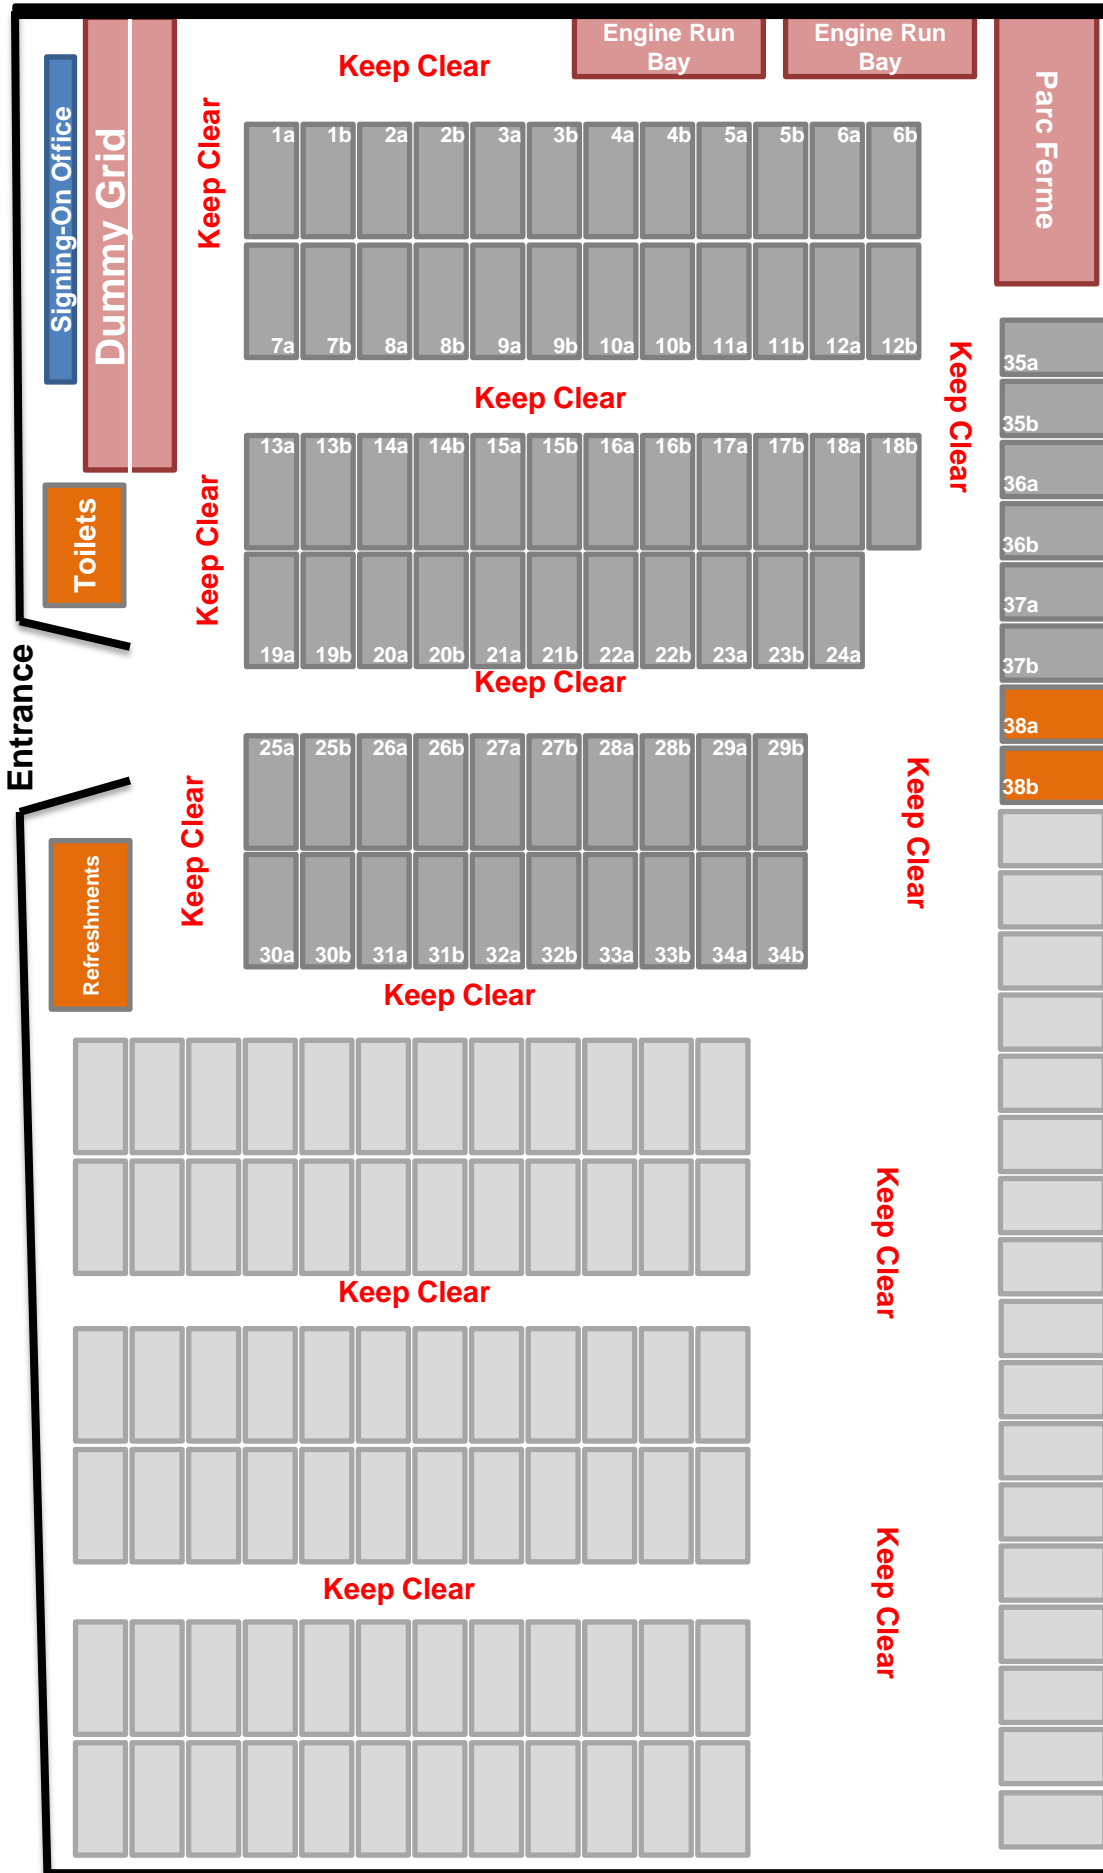 Engine Run
Bay
Engine Run
Bay
Keep Clear
Parc Ferme
Signing-On Office
Dummy Grid
Keep Clear
1a 1b 2a 2b 3a 3b 4a 4b 5a 5b 6a 6b
7a 7b 8a 8b 9a 9b 10a 10b 11a 11b 12a 12b
Keep Clear
Keep Clear
35a
35b
36a
36b
37a
37b
38a
38b
13a 13b 14a 14b 15a 15b 16a 16b 17a 17b 18a 18b
Toilets
Keep Clear
19a 19b 20a 20b 21a 21b 22a 22b 23a 23b 24a
Keep Clear
Entrance
25a 25b 26a 26b 27a 27b 28a 28b 29a 29b
Keep Clear
Keep Clear
Refreshments
30a 30b 31a 31b 32a 32b 33a 33b 34a 34b
Keep Clear
Keep Clear
Keep Clear
Keep Clear
Keep Clear